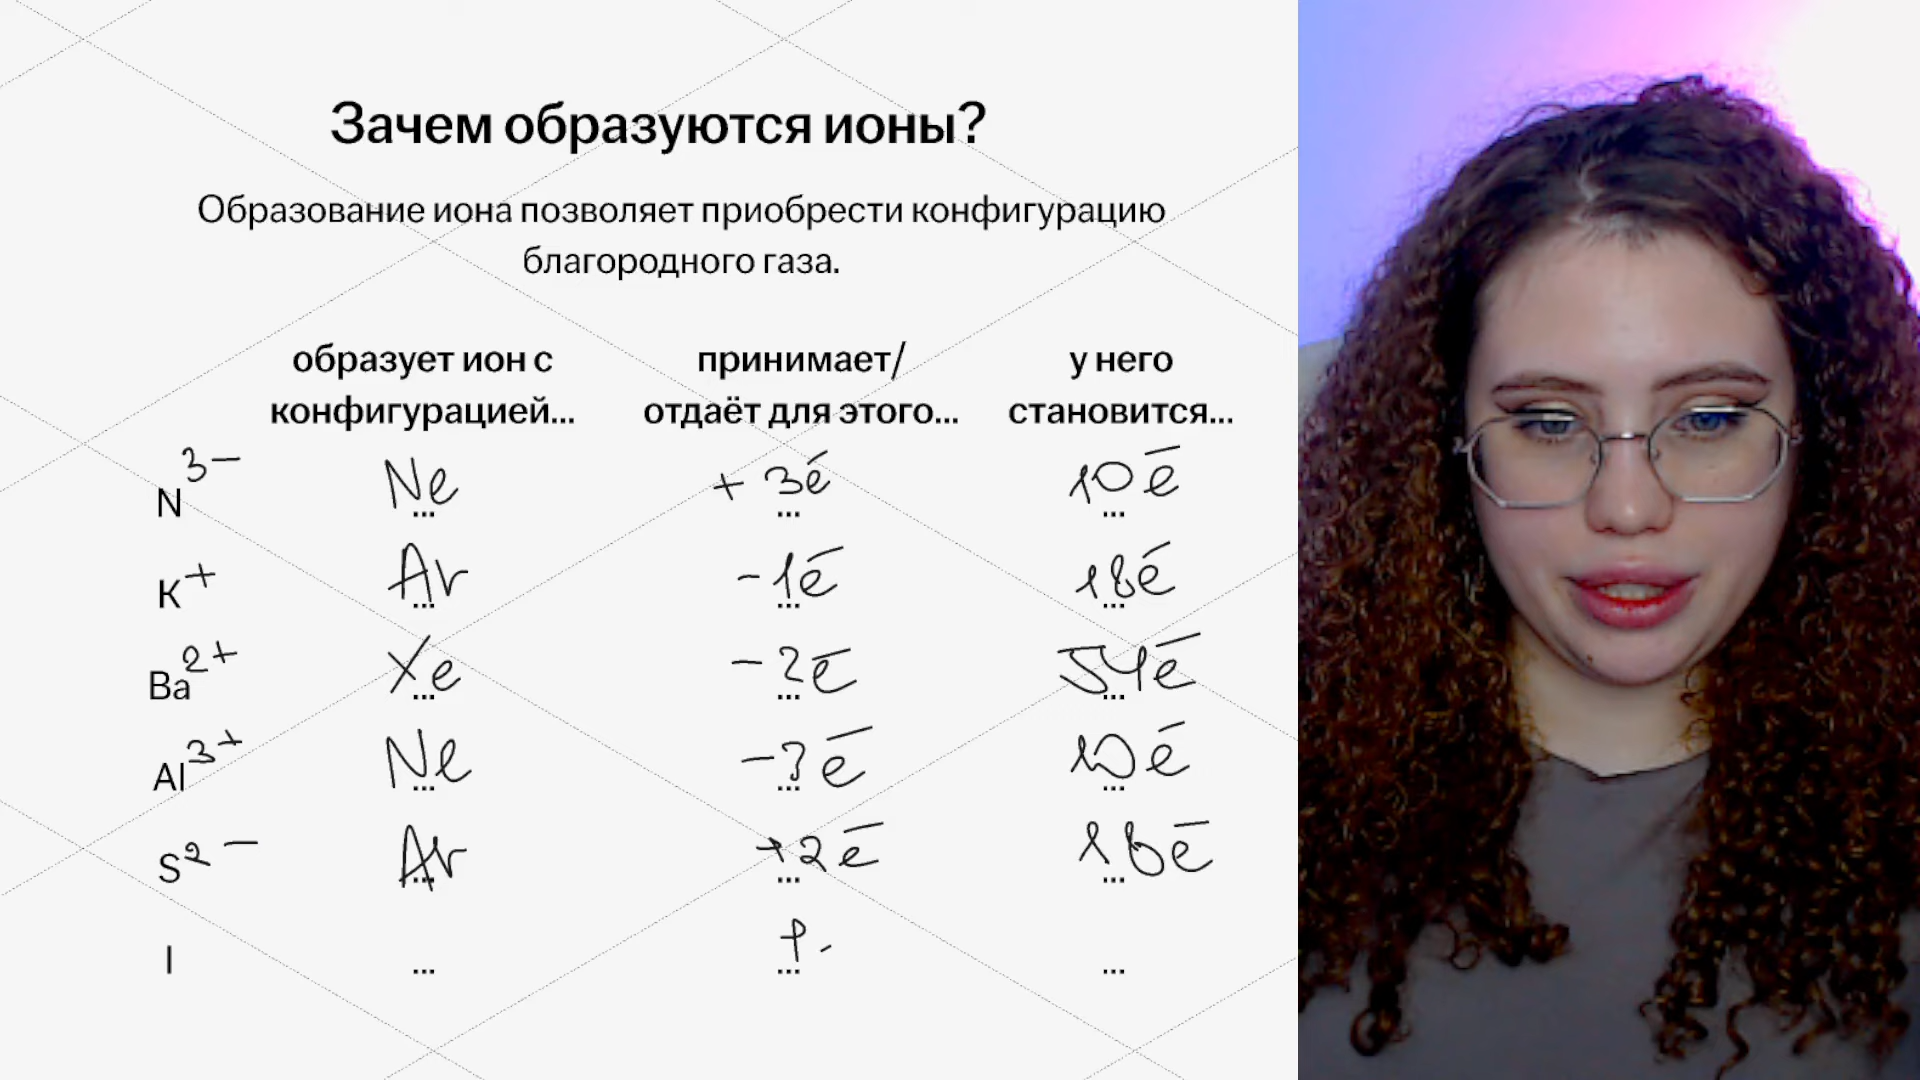 Зачем образуются ионы?
Образование иона позволяет приобрести конфигурацию
благородного газа.
образует ион с конфигурацией...
принимает/ отдаёт для этого...
у него становится...
N³⁻ Ne + 3ē 10ē
K⁺ Ar - 1ē 18ē
Ba²⁺ Xe - 2ē 54ē
Al³⁺ Ne - 3ē 10ē
S²⁻ Ar +2ē 18ē
I ... ... ...